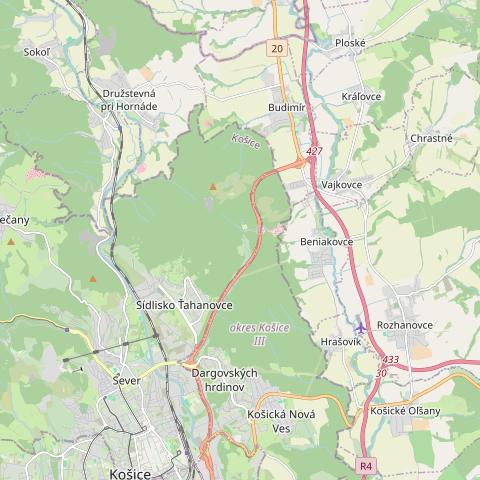 Ploské
20
Sokoľ
Družstevná
pri Hornáde
Kráľovce
Budimír
Košice
Chrastné
427
Vajkovce
ečany
Beniakovce
Sídlisko Ťahanovce
okres Košice
III
Rozhanovce
Hrašovík
433
30
Sever
Dargovských
hrdinov
Košická Nová
Ves
Košické Oľšany
R4
Košice